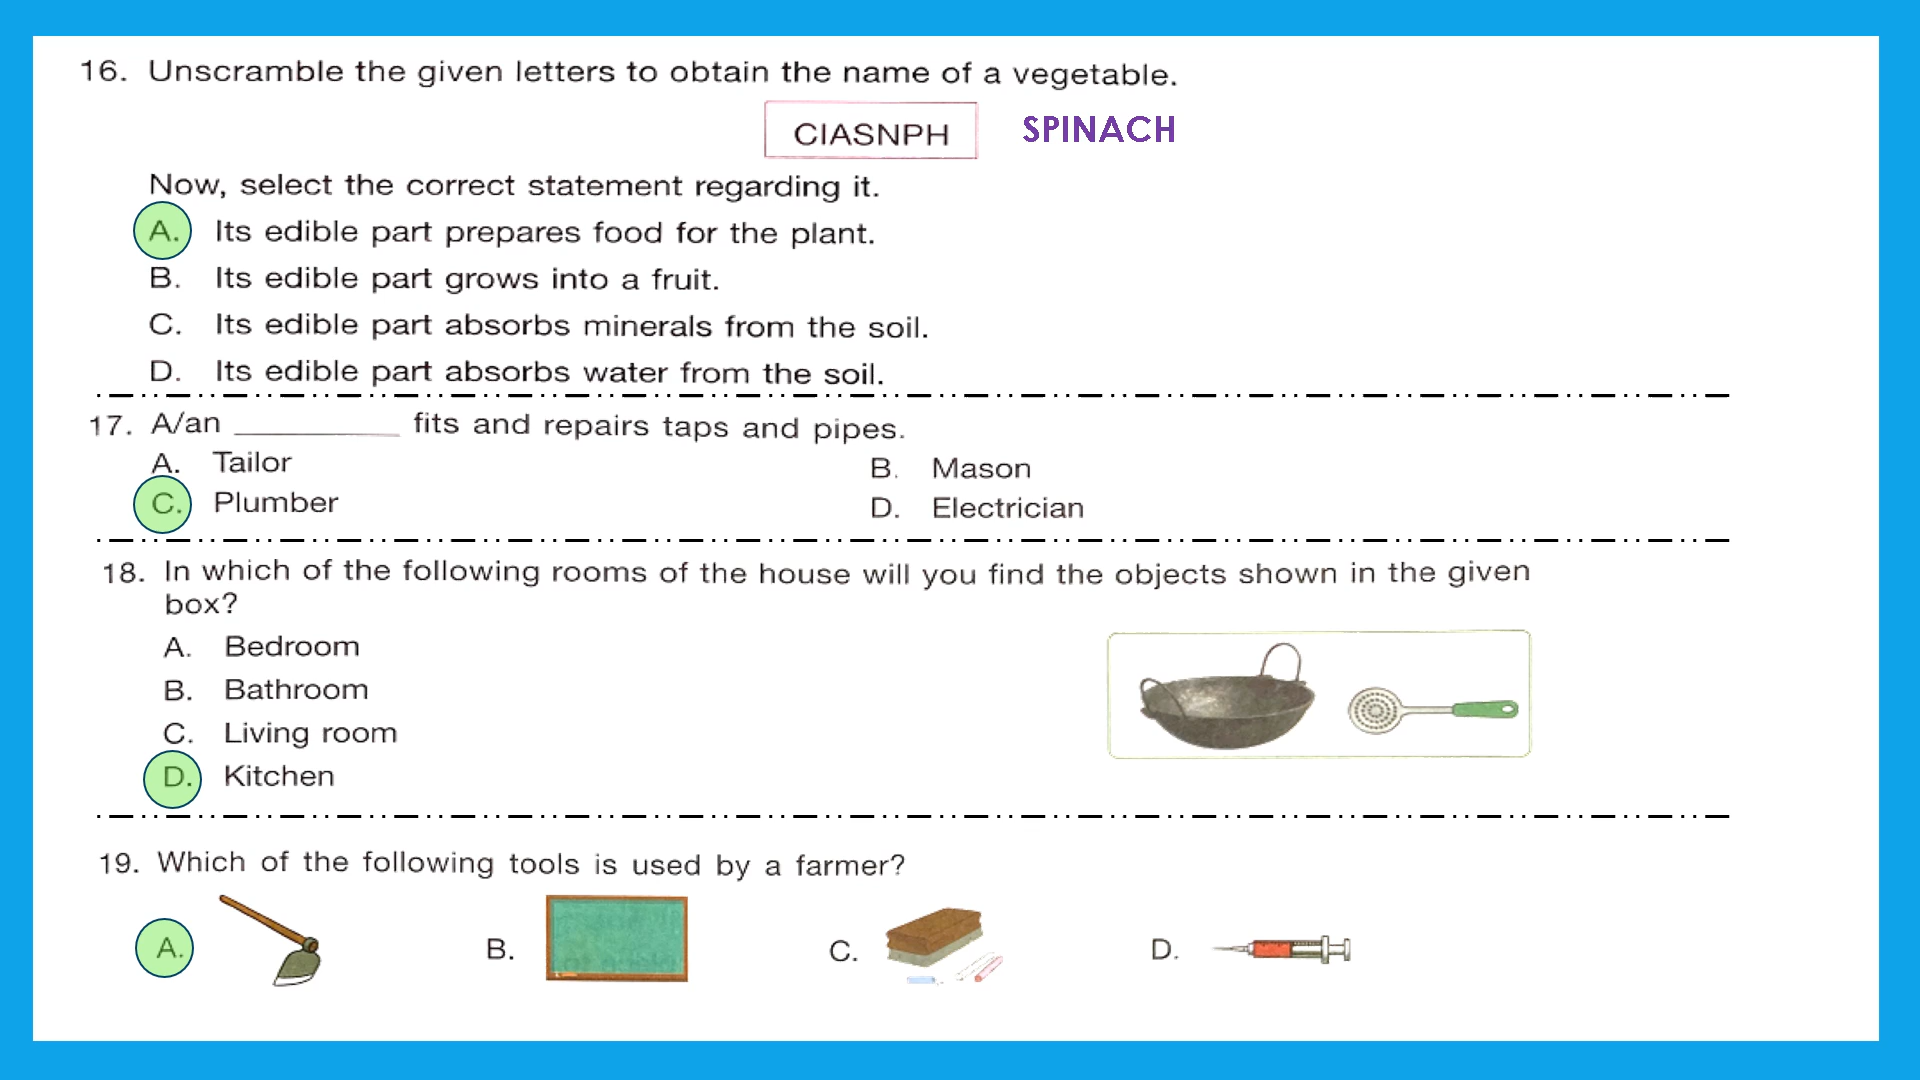 16. Unscramble the given letters to obtain the name of a vegetable.
CIASNPH SPINACH
Now, select the correct statement regarding it.
A. Its edible part prepares food for the plant.
B. Its edible part grows into a fruit.
C. Its edible part absorbs minerals from the soil.
D. Its edible part absorbs water from the soil.
17. A/an __________ fits and repairs taps and pipes.
A. Tailor B. Mason
C. Plumber D. Electrician
18. In which of the following rooms of the house will you find the objects shown in the given
box?
A. Bedroom
B. Bathroom
C. Living room
D. Kitchen
19. Which of the following tools is used by a farmer?
A. B. C. D.